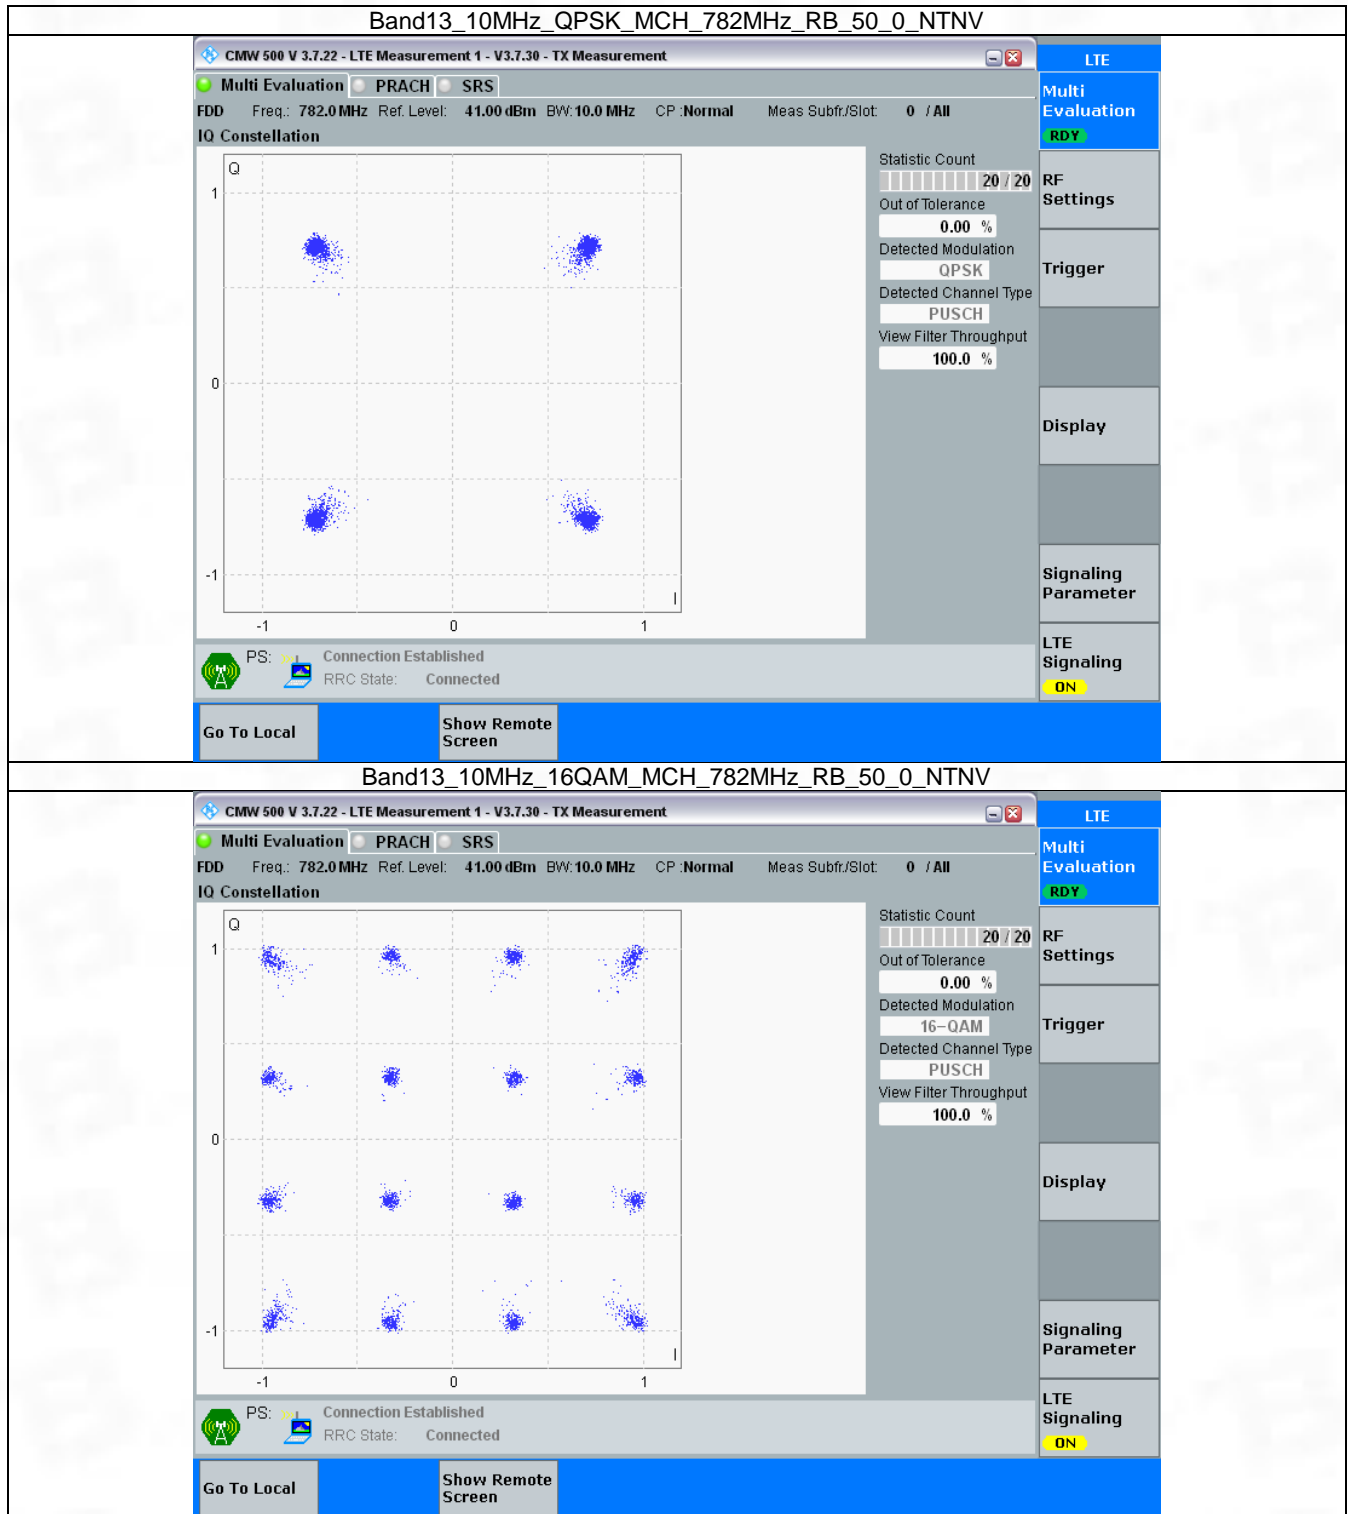 Band13_10MHz_QPSK_MCH_782MHz_RB_50_0_NTNV
CMW 500 V 3.7.22 - LTE Measurement 1 - V3.7.30 - TX Measurement
LTE
Multi Evaluation PRACH SRS
Multi
Evaluation
RDY
FDD Freq.: 782.0 MHz Ref. Level: 41.00 dBm BW: 10.0 MHz CP :Normal Meas Subfr./Slot: 0 / All
IQ Constellation
Q
1
0
-1
I
-1 0 1
Statistic Count
20 / 20
Out of Tolerance
0.00 %
Detected Modulation
QPSK
Detected Channel Type
PUSCH
View Filter Throughput
100.0 %
RF
Settings
Trigger
Display
Signaling
Parameter
LTE
Signaling
ON
PS: Connection Established
RRC State: Connected
Go To Local
Show Remote
Screen
Band13_10MHz_16QAM_MCH_782MHz_RB_50_0_NTNV
CMW 500 V 3.7.22 - LTE Measurement 1 - V3.7.30 - TX Measurement
LTE
Multi Evaluation PRACH SRS
Multi
Evaluation
RDY
FDD Freq.: 782.0 MHz Ref. Level: 41.00 dBm BW: 10.0 MHz CP :Normal Meas Subfr./Slot: 0 / All
IQ Constellation
Q
1
0
-1
I
-1 0 1
Statistic Count
20 / 20
Out of Tolerance
0.00 %
Detected Modulation
16-QAM
Detected Channel Type
PUSCH
View Filter Throughput
100.0 %
RF
Settings
Trigger
Display
Signaling
Parameter
LTE
Signaling
ON
PS: Connection Established
RRC State: Connected
Go To Local
Show Remote
Screen